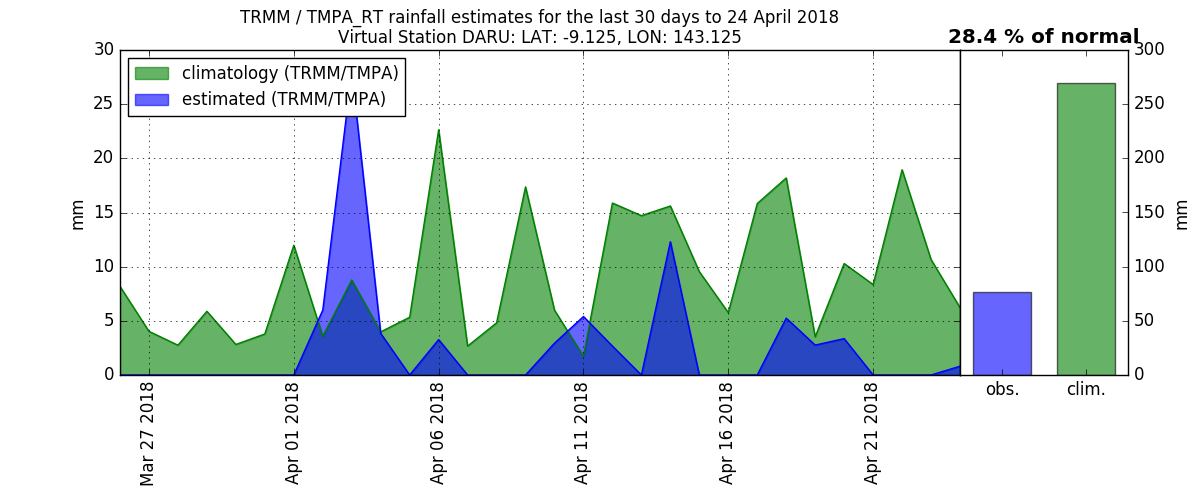 TRMM / TMPA_RT rainfall estimates for the last 30 days to 24 April 2018
Virtual Station DARU: LAT: -9.125, LON: 143.125
28.4 % of normal
climatology (TRMM/TMPA)
estimated (TRMM/TMPA)
30
25
20
15
10
5
0
mm
Mar 27 2018
Apr 01 2018
Apr 06 2018
Apr 11 2018
Apr 16 2018
Apr 21 2018
obs.
clim.
300
250
200
150
100
50
0
mm